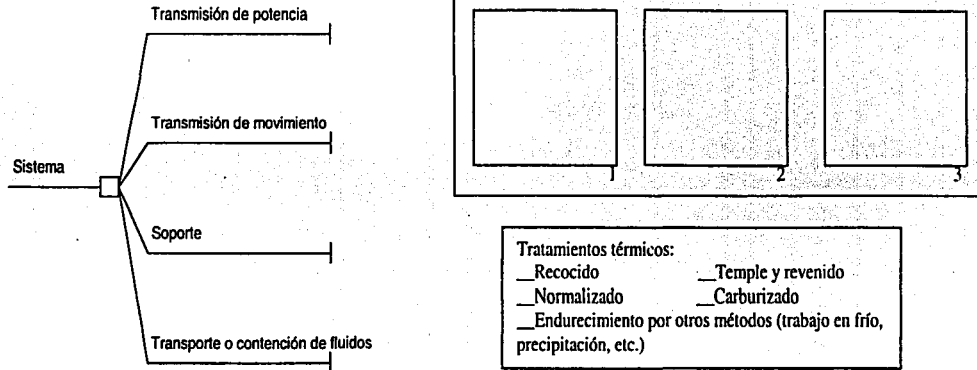 Transmisión de potencia
Transmisión de movimiento
Sistema
Soporte
Transporte o contención de fluidos
1
2
3
Tratamientos térmicos:
__Recocido __Temple y revenido
__Normalizado __Carburizado
__Endurecimiento por otros métodos (trabajo en frío,
precipitación, etc.)